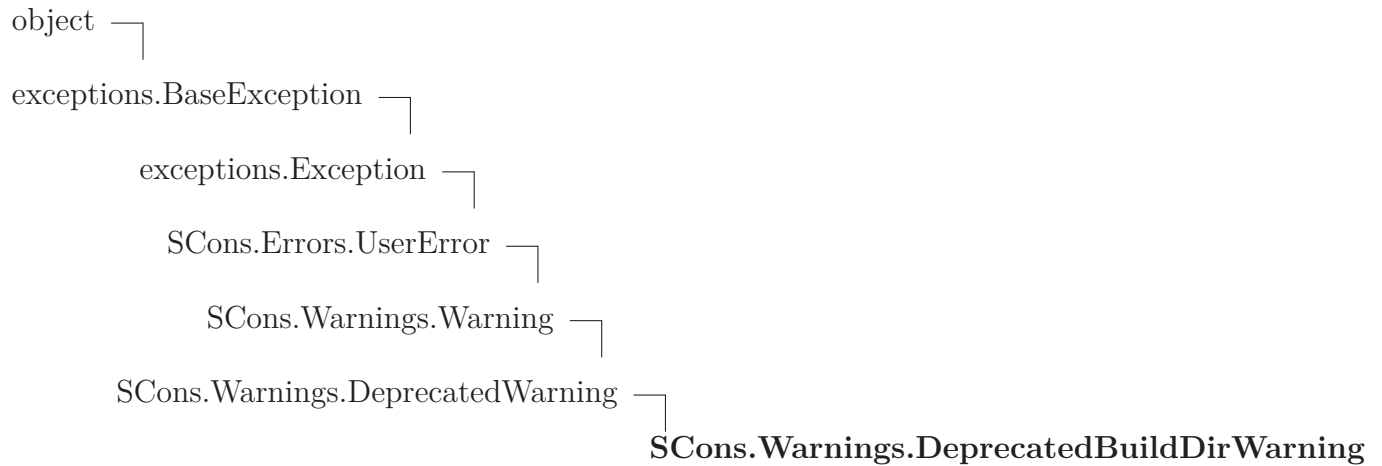 object
exceptions.BaseException
exceptions.Exception
SCons.Errors.UserError
SCons.Warnings.Warning
SCons.Warnings.DeprecatedWarning
SCons.Warnings.DeprecatedBuildDirWarning